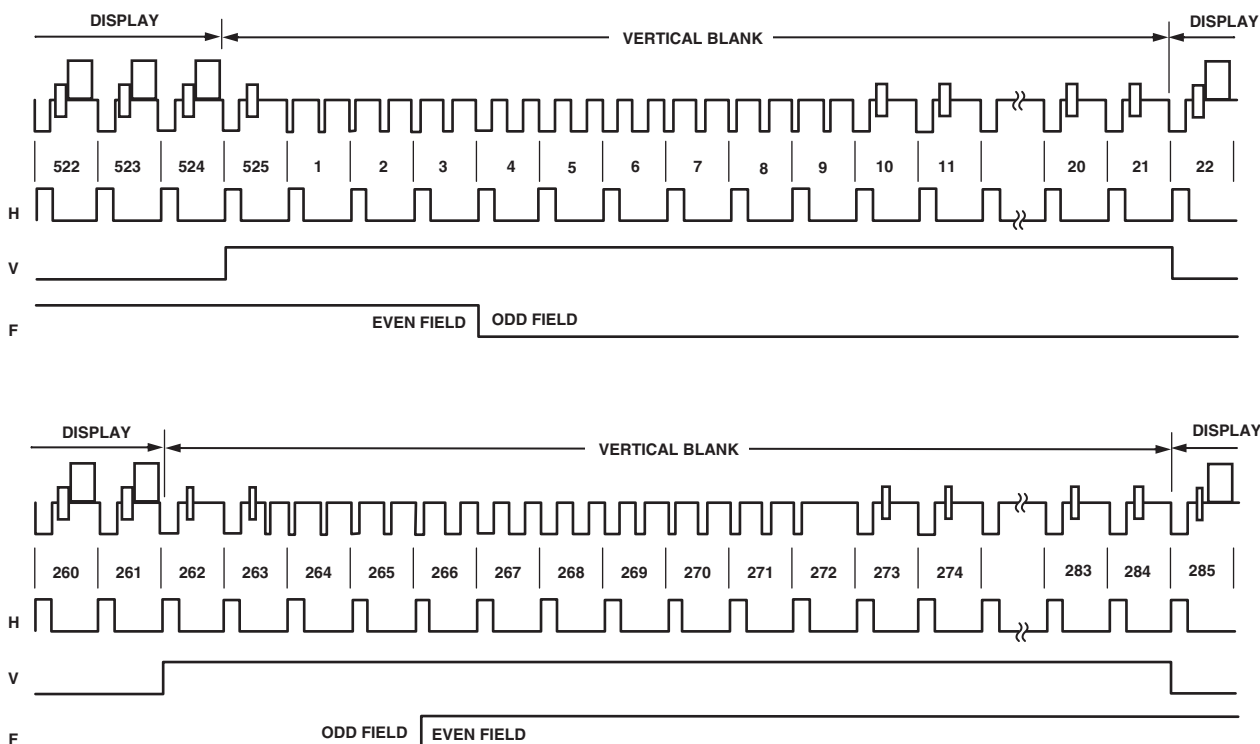 DISPLAY VERTICAL BLANK DISPLAY
522 523 524 525 1 2 3 4 5 6 7 8 9 10 11 20 21 22
H
V
F EVEN FIELD ODD FIELD
DISPLAY VERTICAL BLANK DISPLAY
260 261 262 263 264 265 266 267 268 269 270 271 272 273 274 283 284 285
H
V
F ODD FIELD EVEN FIELD